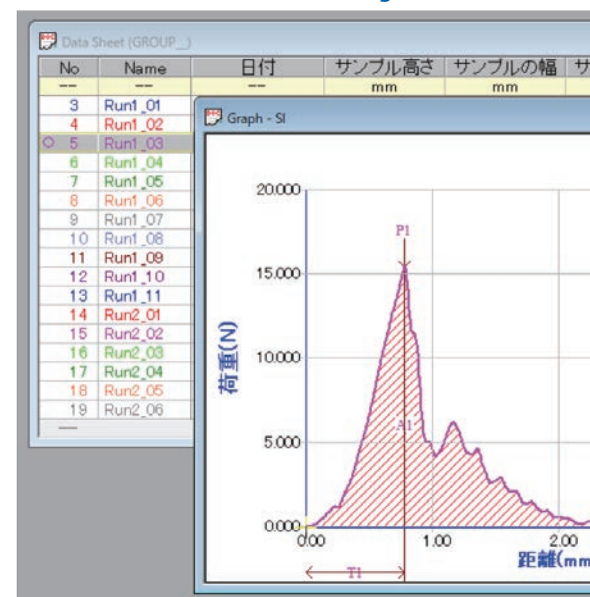 Data Sheet (GROUP_)
No Name 日付 サンプル高さ サンプルの幅 サ
-- -- -- mm mm
3 Run1_01
4 Run1_02
5 Run1_03
6 Run1_04
7 Run1_05
8 Run1_06
9 Run1_07
10 Run1_08
11 Run1_09
12 Run1_10
13 Run1_11
14 Run2_01
15 Run2_02
16 Run2_03
17 Run2_04
18 Run2_05
19 Run2_06
Graph - SI
20.000
P1
15.000
荷重(N)
10.000
A1
5.000
0.000
0.00 1.00 2.00
距離(mm
T1